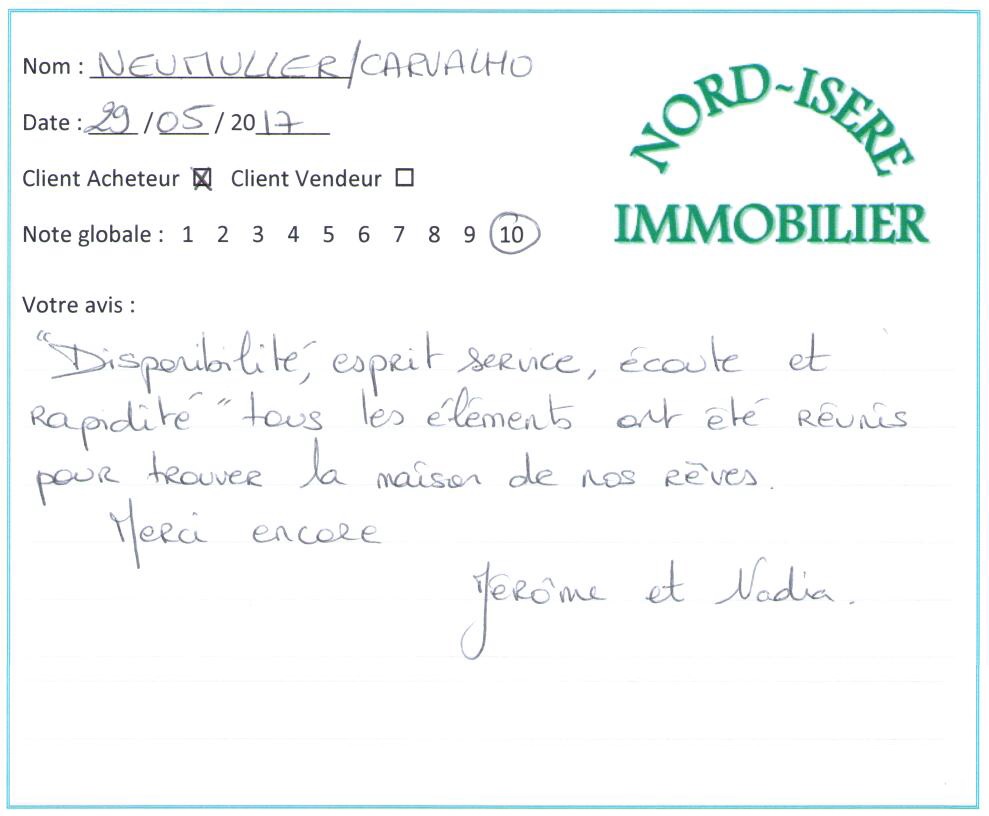 Nom : NEUMULLER/CARVALHO
Date : 29 /05 / 2017
NORD~ISERE
IMMOBILIER
Client Acheteur ☒ Client Vendeur ☐
Note globale : 1 2 3 4 5 6 7 8 9 10
Votre avis :
"Disponibilité, esprit service, écoute et
rapidité" tous les éléments ont été réunis
pour trouver la maison de nos rêves.
Merci encore
Jérôme et Nadia.